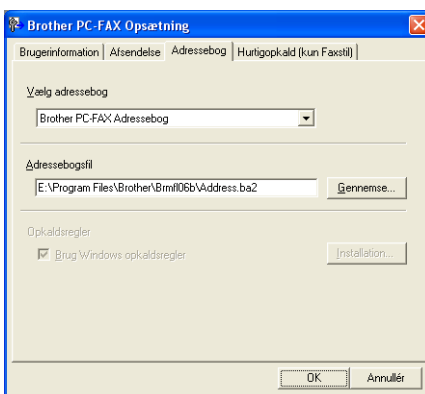 Brother PC-FAX Opsætning
Brugerinformation Afsendelse Adressebog Hurtigopkald (kun Faxstil)
Vælg adressebog
Brother PC-FAX Adressebog
Adressebogsfil
E:\Program Files\Brother\Brmfl06b\Address.ba2 Gennemse...
Opkaldsregler
Brug Windows opkaldsregler Installation...
OK Annullér